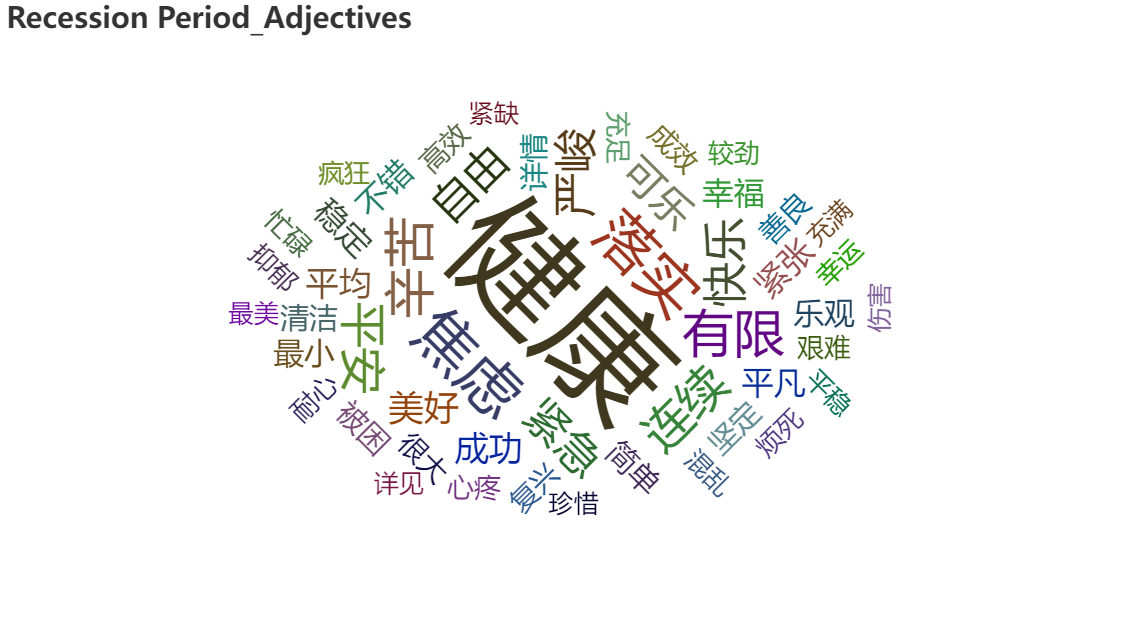 Recession Period_Adjectives
紧缺
充足
高效
详情
严峻
成效
较劲
疯狂
不错
自由
可乐
幸福
善良
充满
忙碌
稳定
辛苦
健康
落实
快乐
紧张
幸运
抑郁
平均
伤害
最美
清洁
平安
焦虑
有限
乐观
艰难
最小
连续
平凡
平稳
耐心
被困
美好
紧急
坚定
烦死
很大
成功
简单
混乱
详见
心疼
复兴
珍惜